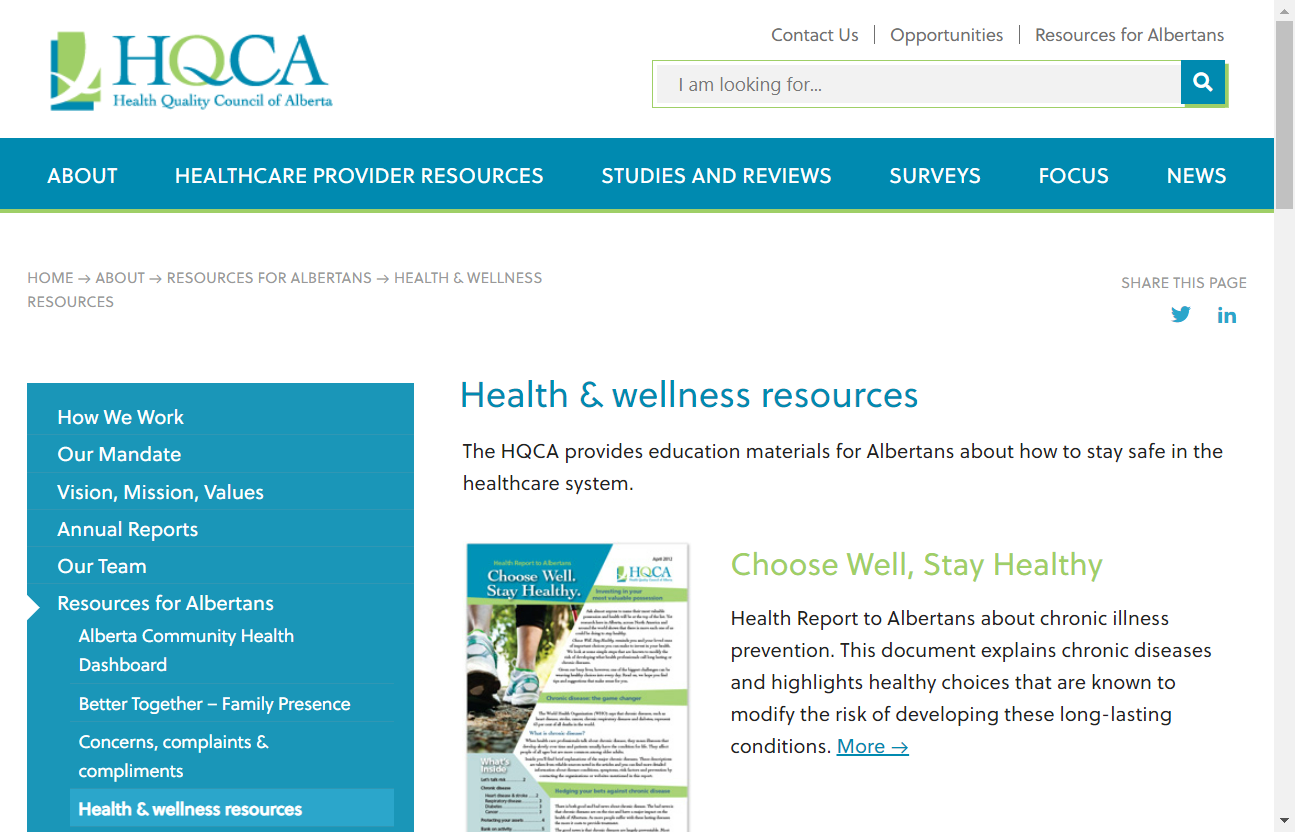 HQCA
Health Quality Council of Alberta
Contact Us
Opportunities
Resources for Albertans
I am looking for...
ABOUT
HEALTHCARE PROVIDER RESOURCES
STUDIES AND REVIEWS
SURVEYS
FOCUS
NEWS
HOME → ABOUT → RESOURCES FOR ALBERTANS → HEALTH & WELLNESS
RESOURCES
SHARE THIS PAGE
in
How We Work
Our Mandate
Vision, Mission, Values
Annual Reports
Our Team
Resources for Albertans
Alberta Community Health
Dashboard
Better Together – Family Presence
Concerns, complaints &
compliments
Health & wellness resources
Health & wellness resources
The HQCA provides education materials for Albertans about how to stay safe in the
healthcare system.
April 2012
Health Report to Albertans
Choose Well.
Stay Healthy.
HQCA
Investing in your
most valuable possession
Chronic disease: the game changer
What is chronic disease?
What's
Inside
Hedging your bets against chronic disease
Choose Well, Stay Healthy
Health Report to Albertans about chronic illness
prevention. This document explains chronic diseases
and highlights healthy choices that are known to
modify the risk of developing these long-lasting
conditions. More →